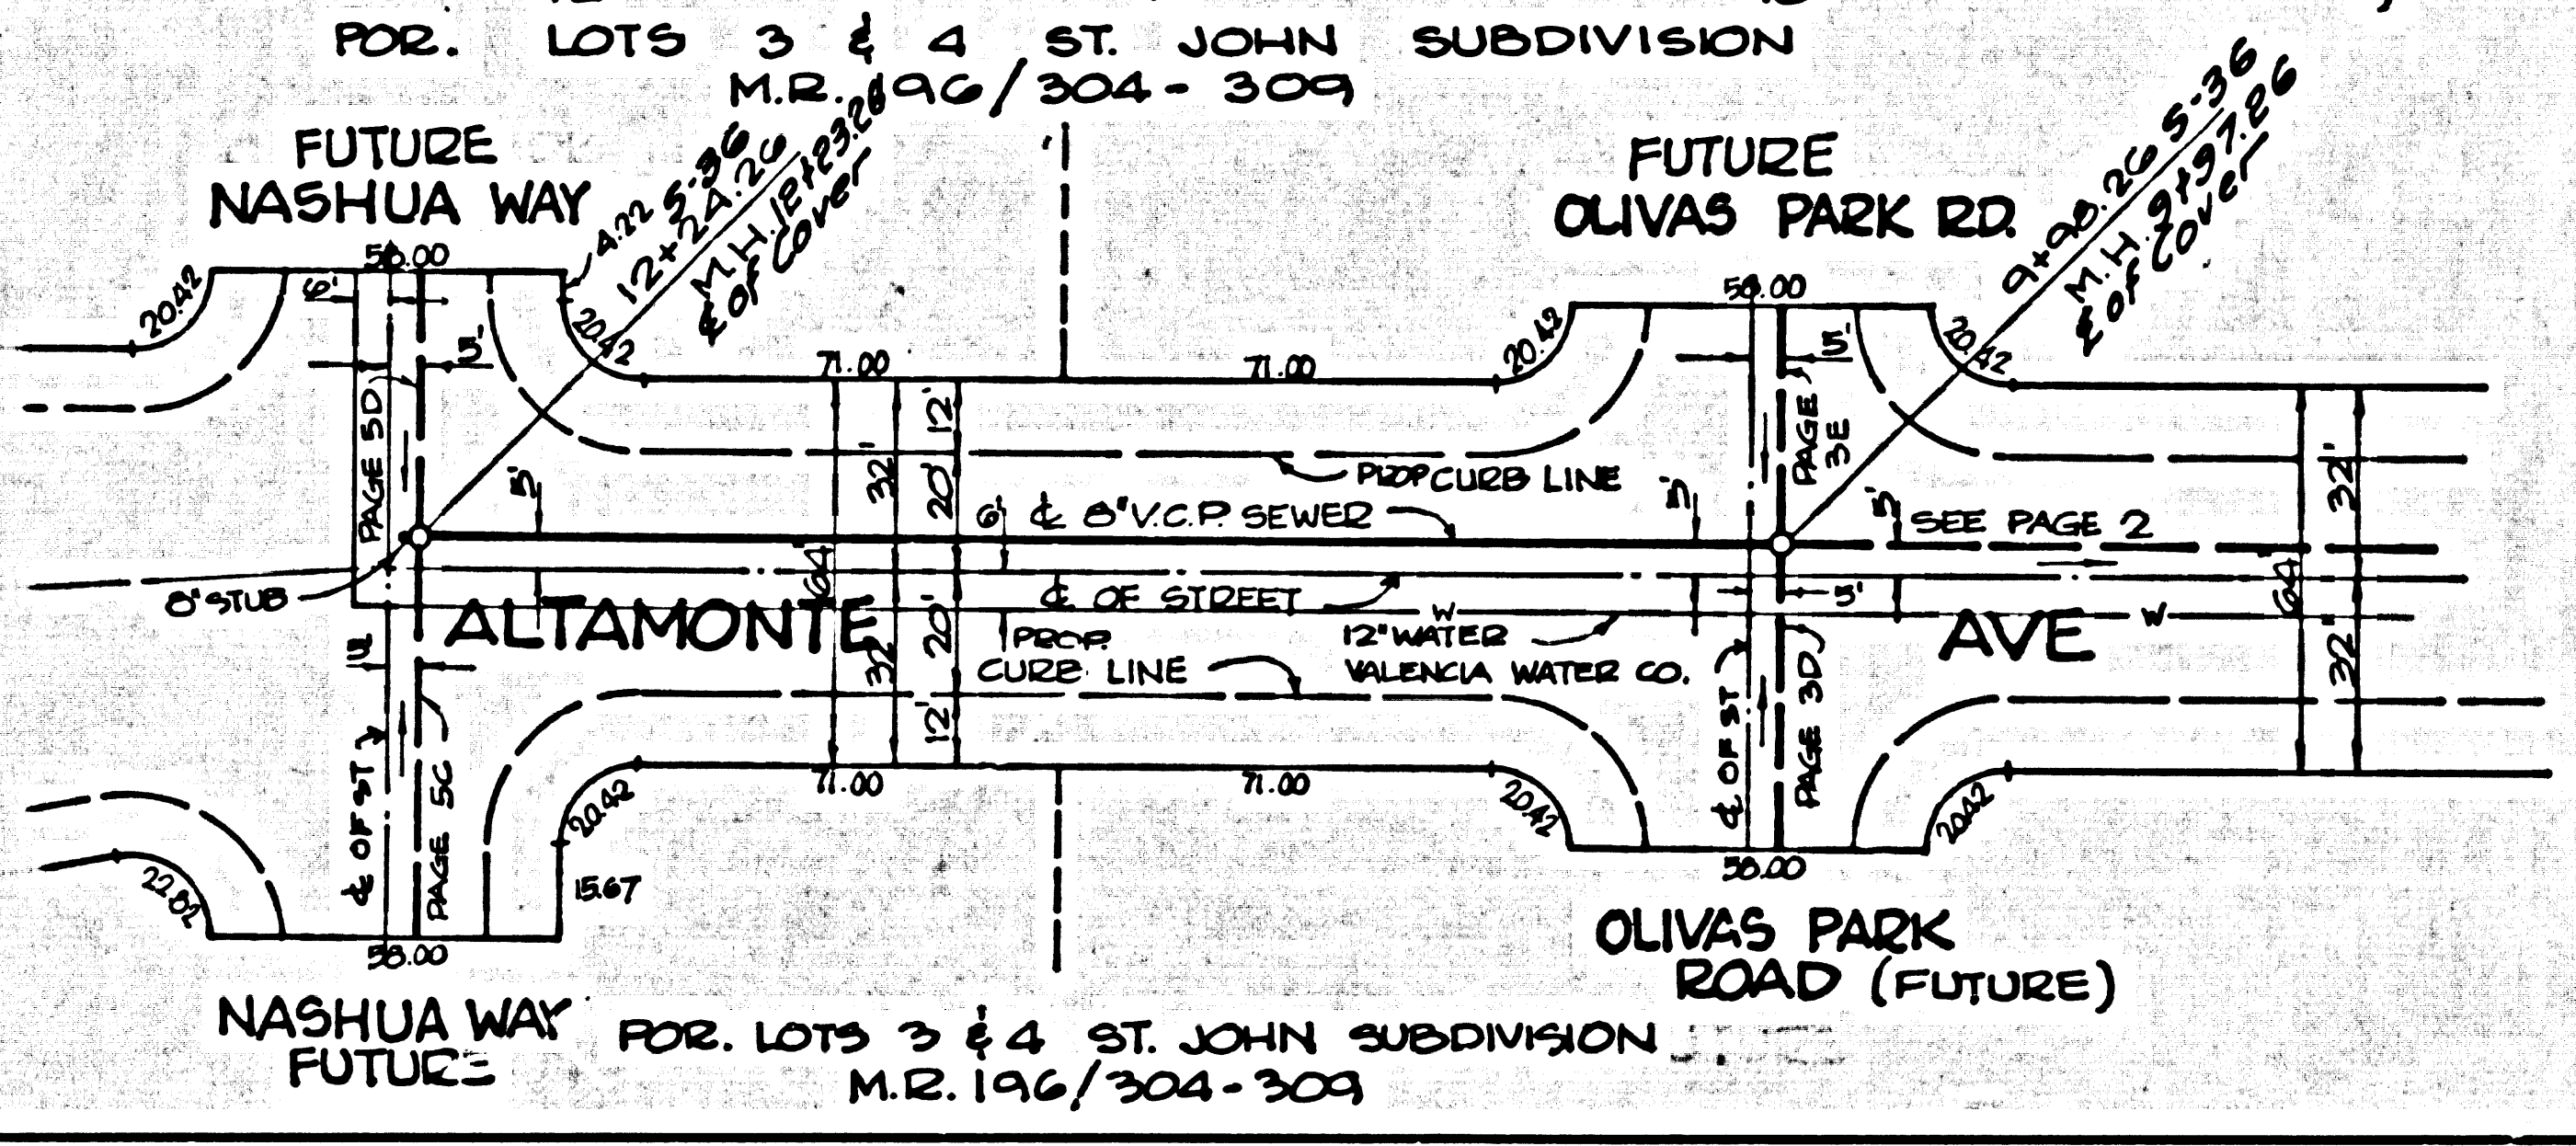 POR. LOTS 3 & 4 ST. JOHN SUBDIVISION
M.R. 196/304-309
FUTURE
NASHUA WAY
4.22
12+24.26 S-36
M.H. 12+23.26
℄ of Cover
FUTURE
OLIVAS PARK RD.
9+98.26 S-36
M.H. 9+97.26
℄ of Cover
58.00
20.42
6'
5'
20.42
71.00
71.00
20.42
58.00
5'
20.42
PAGE 5D
PAGE 3E
12'
32'
20'
5'
PROP CURB LINE
6' ℄ 8" V.C.P. SEWER
5'
5'
SEE PAGE 2
32'
64'
64'
8" STUB
℄ OF STREET
5'
ALTAMONTE AVE
W
W
PROP.
CURB LINE
12" WATER
VALENCIA WATER CO.
32'
20'
12'
32'
℄ OF ST
PAGE 5C
℄ OF ST
PAGE 3D
71.00
71.00
20.42
20.42
20.42
22.82
15.67
58.00
58.00
OLIVAS PARK
ROAD (FUTURE)
NASHUA WAY
FUTURE
POR. LOTS 3 & 4 ST. JOHN SUBDIVISION
M.R. 196/304-309